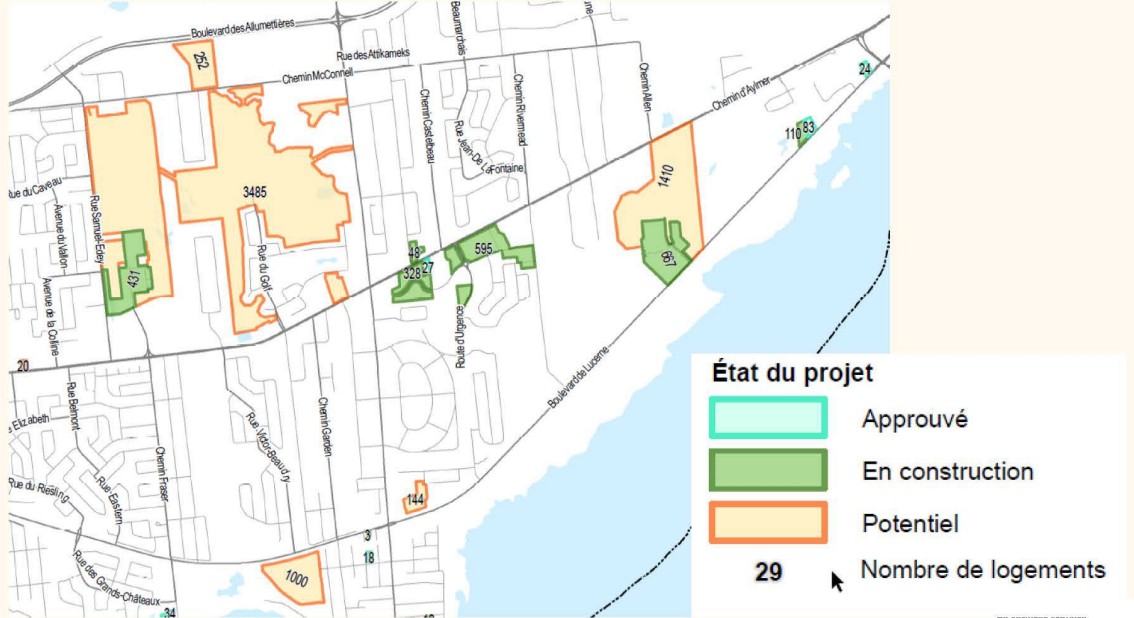 Boulevard des Allumettières
Beaumarchais
252
Rue des Attikameks
Chemin McConnell
Chemin Castelbeau
Chemin Rivermead
Chemin Allen
Chemin d'Aylmer
24
110
83
Rue Jean-De La Fontaine
ue du Caveau
Avenue du Vallon
Rue Samuel-Edey
3485
1410
Rue du Golf
48
27
328
595
667
431
Avenue de la Colline
20
Route d'Ugence
Boulevard de Lucerne
Rue Belmont
e Elizabeth
Rue Victor-Beaudry
Chemin Garden
Chemin Fraser
Rue du Riesling
Rue Eastern
144
3
18
1000
Rue des Grands-Châteaux
34
État du projet
Approuvé
En construction
Potentiel
29
Nombre de logements